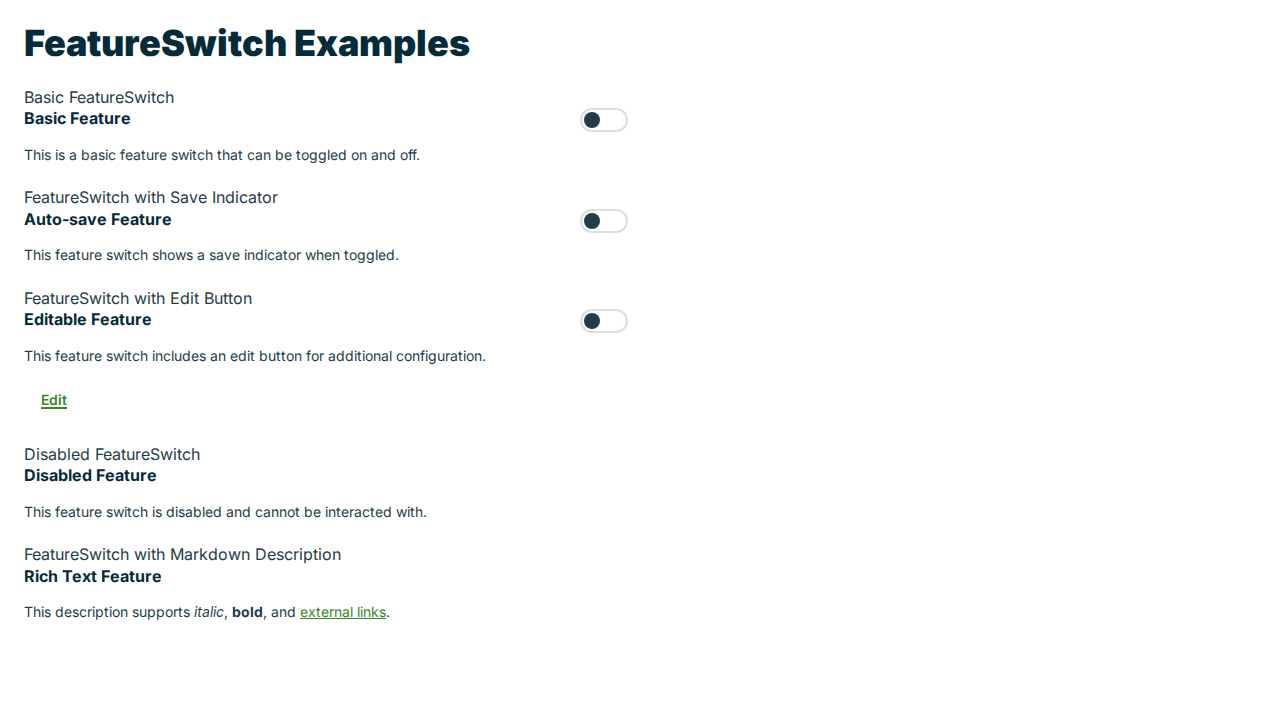 FeatureSwitch Examples
Basic FeatureSwitch
Basic Feature
This is a basic feature switch that can be toggled on and off.
FeatureSwitch with Save Indicator
Auto-save Feature
This feature switch shows a save indicator when toggled.
FeatureSwitch with Edit Button
Editable Feature
This feature switch includes an edit button for additional configuration.
Edit
Disabled FeatureSwitch
Disabled Feature
This feature switch is disabled and cannot be interacted with.
FeatureSwitch with Markdown Description
Rich Text Feature
This description supports italic, bold, and external links.